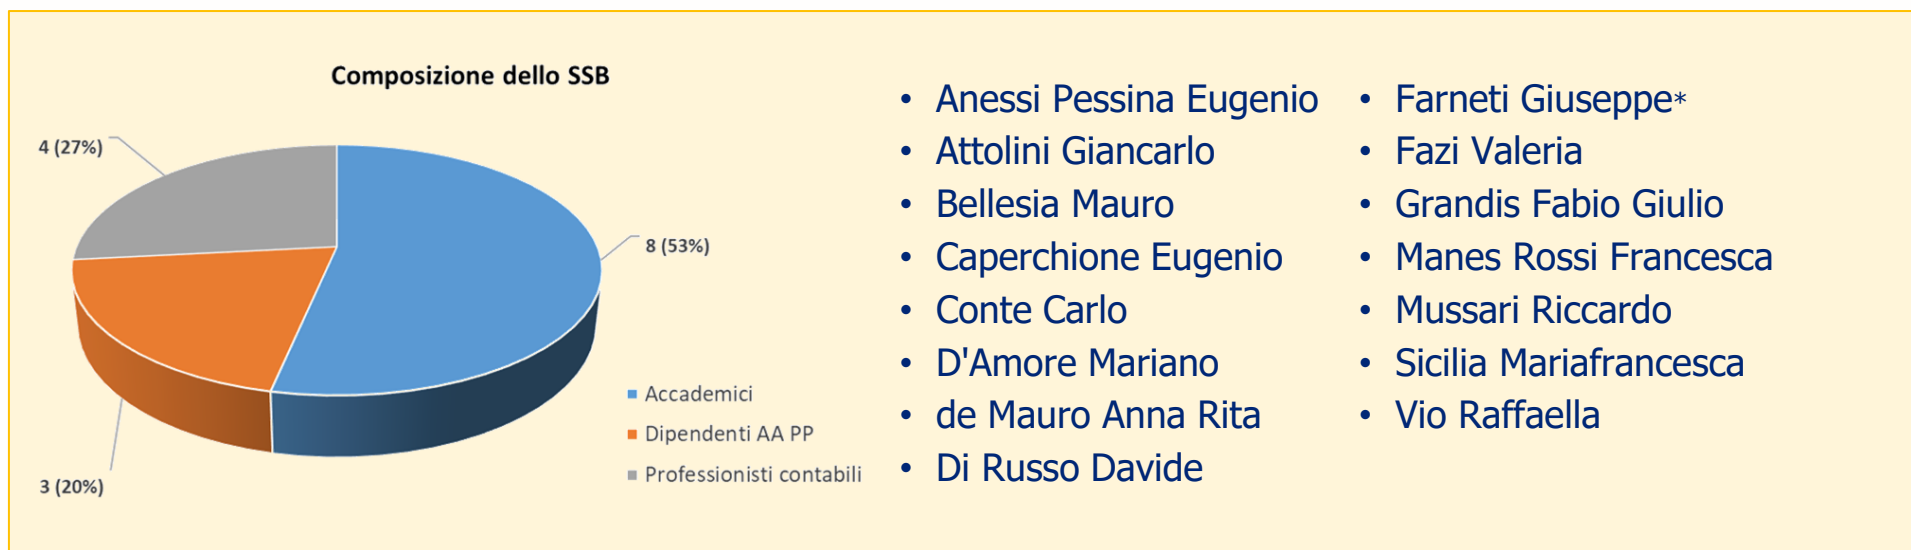 Composizione dello SSB
4 (27%)
8 (53%)
3 (20%)
Accademici
Dipendenti AA PP
Professionisti contabili
• Anessi Pessina Eugenio
• Attolini Giancarlo
• Bellesia Mauro
• Caperchione Eugenio
• Conte Carlo
• D'Amore Mariano
• de Mauro Anna Rita
• Di Russo Davide
• Farneti Giuseppe*
• Fazi Valeria
• Grandis Fabio Giulio
• Manes Rossi Francesca
• Mussari Riccardo
• Sicilia Mariafrancesca
• Vio Raffaella